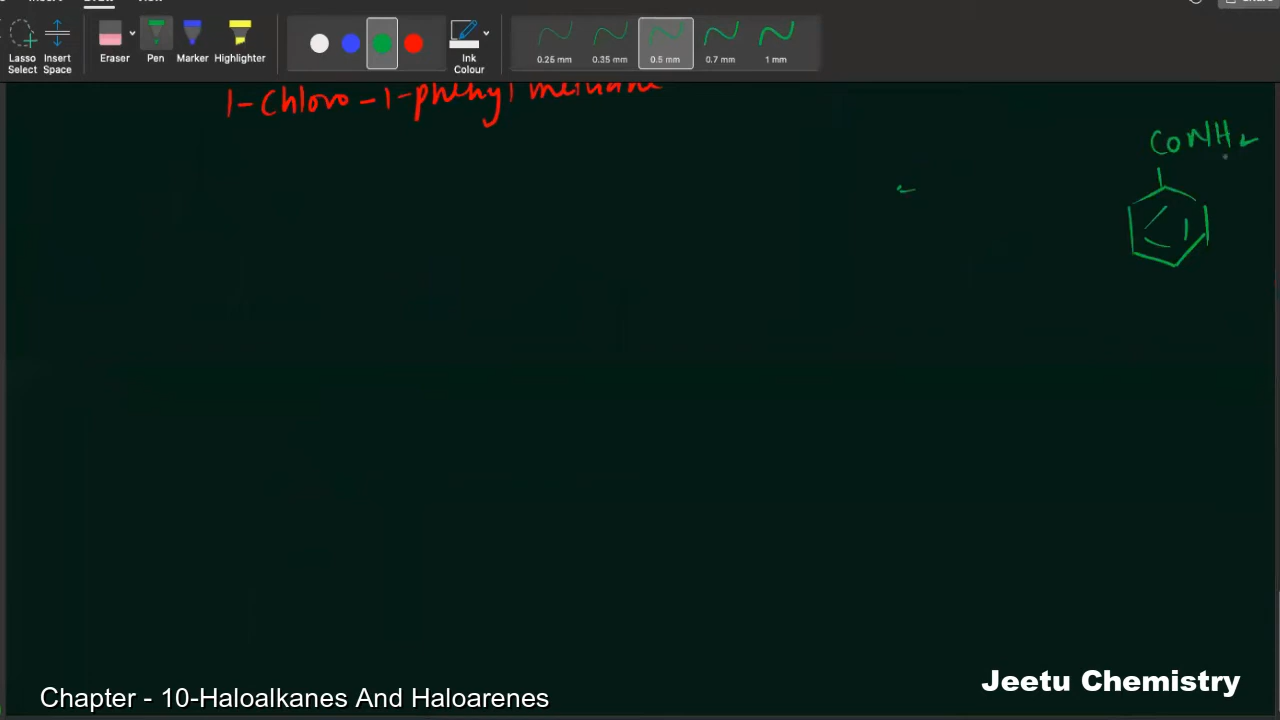 Lasso Select
Insert Space
Eraser
Pen
Marker
Highlighter
Ink Colour
0.25 mm
0.35 mm
0.5 mm
0.7 mm
1 mm
1-Chloro-1-phenyl methane
CONH2
Jeetu Chemistry
Chapter - 10-Haloalkanes And Haloarenes